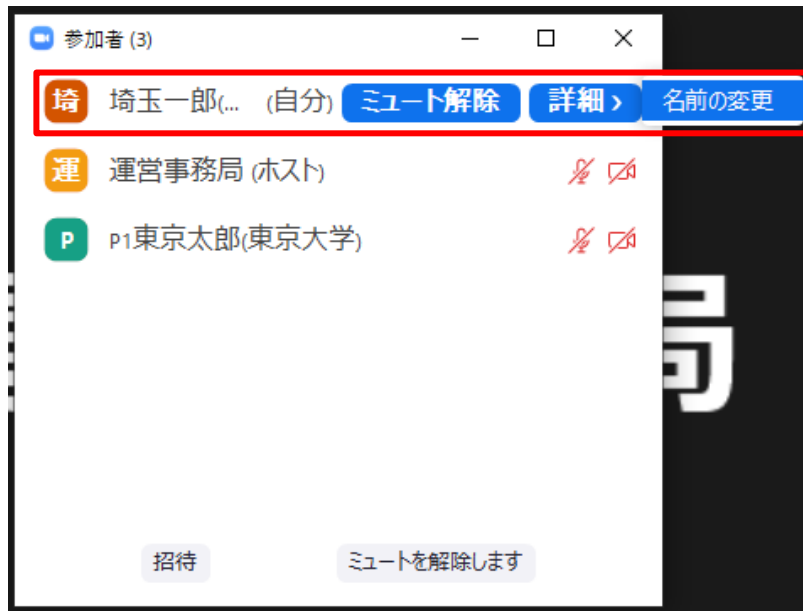 参加者 (3)
埼 埼玉一郎(... (自分) ミュート解除 詳細 › 名前の変更
運 運営事務局 (ホスト)
P P1東京太郎(東京大学)
局
招待 ミュートを解除します